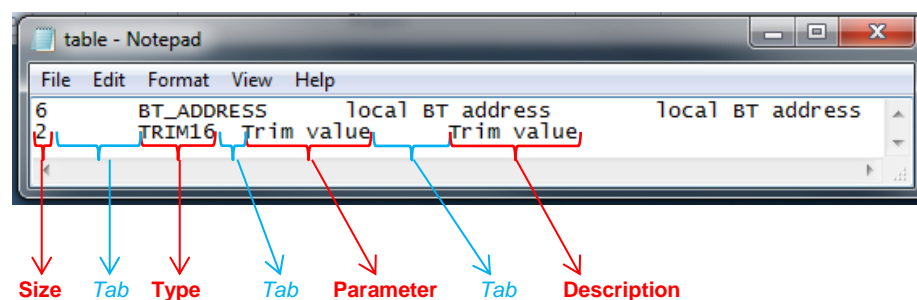 table - Notepad
File Edit Format View Help
6 BT_ADDRESS local BT address local BT address
2 TRIM16 Trim value Trim value
Size Tab Type Tab Parameter Tab Description